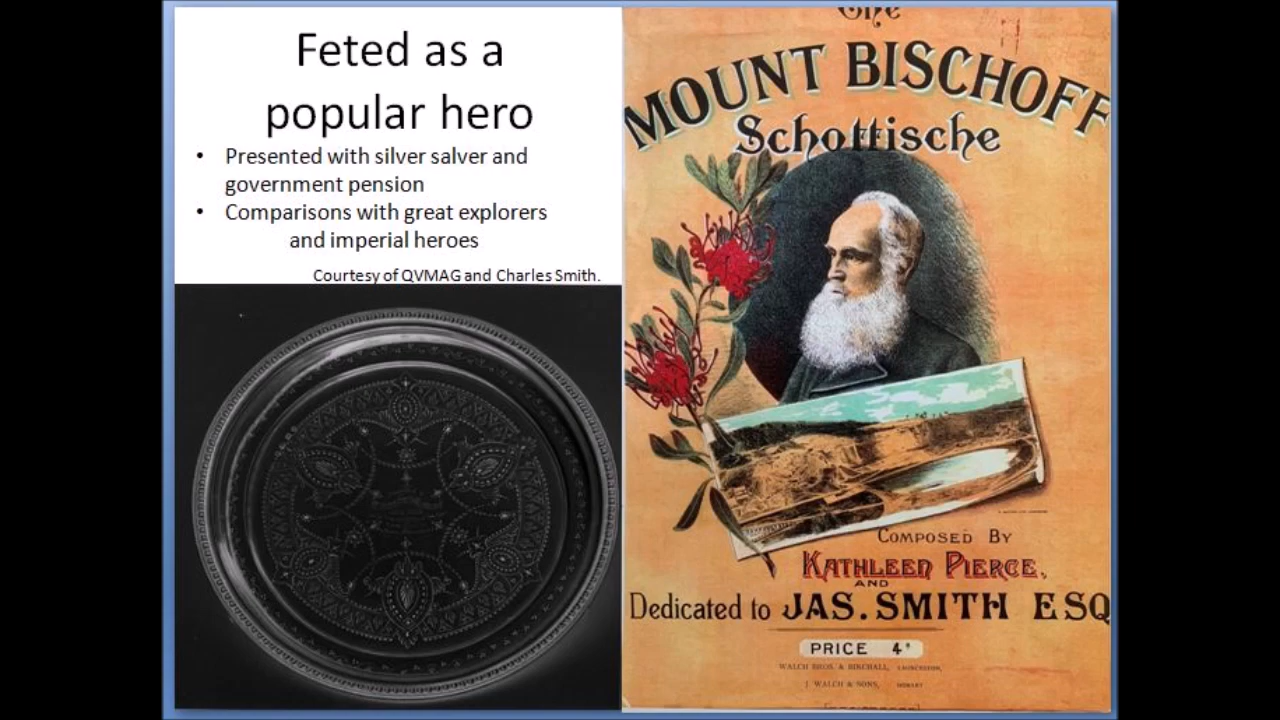 Feted as a
popular hero
• Presented with silver salver and
government pension
• Comparisons with great explorers
and imperial heroes
Courtesy of QVMAG and Charles Smith.
The
MOUNT BISCHOFF
Schottische
COMPOSED BY
KATHLEEN PIERCE,
AND
Dedicated to JAS. SMITH ESQ
PRICE 4
WALCH BROS. & BIRCHALL, LAUNCESTON,
J. WALCH & SONS, HOBART